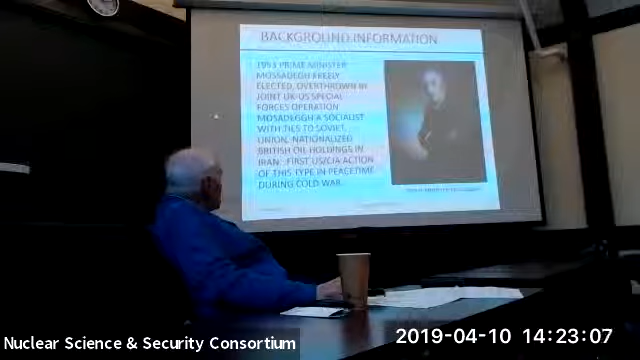 BACKGROUND INFORMATION
1953 PRIME MINISTER
MOSSADEGH FREELY
ELECTED, OVERTHROWN IN
JOINT UK-US SPECIAL
FORCES OPERATION
MOSADEGGH A SOCIALIST
WITH TIES TO SOVIET
UNION, NATIONALIZED
BRITISH OIL HOLDINGS IN
IRAN. FIRST US/CIA ACTION
OF THIS TYPE IN PEACETIME
DURING COLD WAR.
Nuclear Science & Security Consortium
2019-04-10 14:23:07